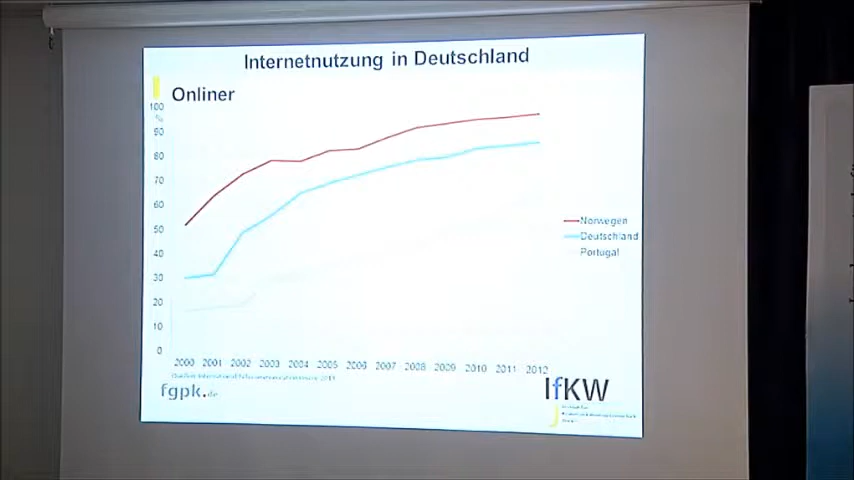 Internetnutzung in Deutschland
Onliner
100
%
90
80
70
60
50
40
30
20
10
0
Norwegen
Deutschland
Portugal
2000 2001 2002 2003 2004 2005 2006 2007 2008 2009 2010 2011 2012
fgpk.de
IfKW